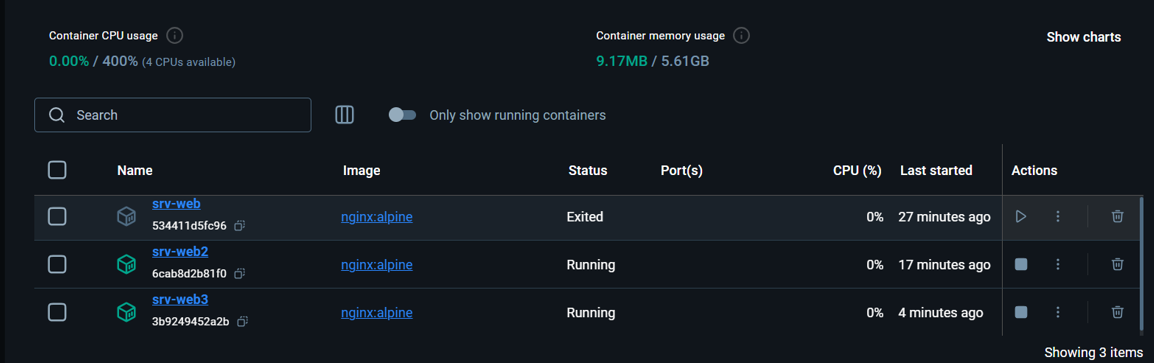 Container CPU usage
0.00% / 400% (4 CPUs available)
Container memory usage
9.17MB / 5.61GB
Show charts
Search
Only show running containers
Name Image Status Port(s) CPU (%) Last started Actions
srv-web
534411d5fc96
nginx:alpine Exited 0% 27 minutes ago
srv-web2
6cab8d2b81f0
nginx:alpine Running 0% 17 minutes ago
srv-web3
3b9249452a2b
nginx:alpine Running 0% 4 minutes ago
Showing 3 items